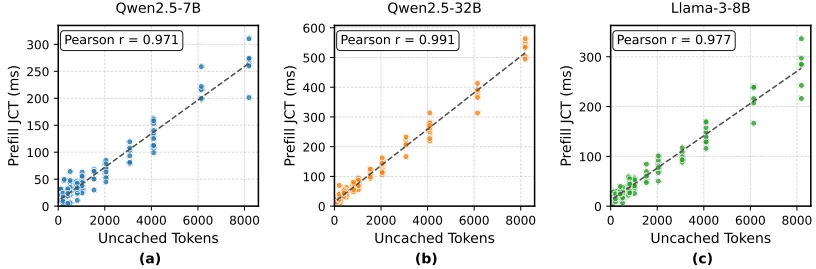 Qwen2.5-7B
Pearson r = 0.971
Prefill JCT (ms)
300
250
200
150
100
50
0
0 2000 4000 6000 8000
Uncached Tokens
(a)
Qwen2.5-32B
Pearson r = 0.991
Prefill JCT (ms)
600
500
400
300
200
100
0
0 2000 4000 6000 8000
Uncached Tokens
(b)
Llama-3-8B
Pearson r = 0.977
Prefill JCT (ms)
300
200
100
0
0 2000 4000 6000 8000
Uncached Tokens
(c)